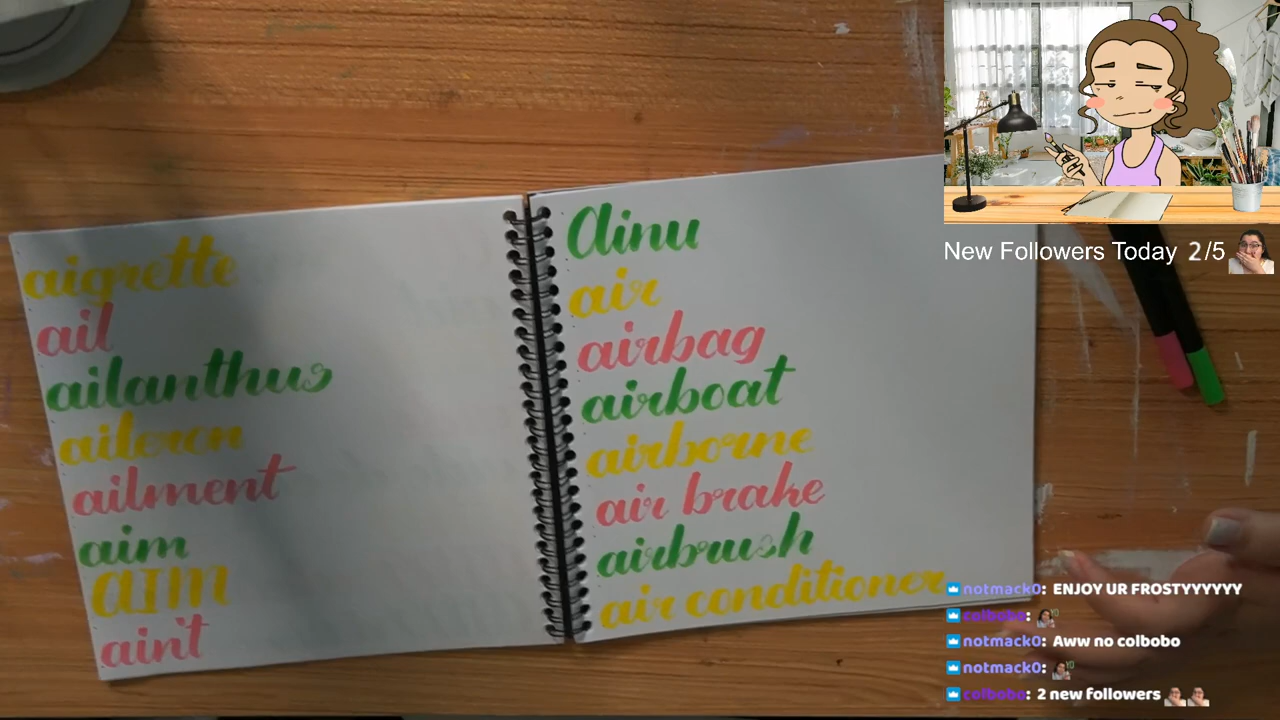 aigrette
ail
ailanthus
aileron
ailment
aim
AIM
ain't
Ainu
air
airbag
airboat
airborne
air brake
airbrush
air conditioner
New Followers Today 2/5
notmack0: ENJOY UR FROSTYYYYYY
colbobo:
notmack0: Aww no colbobo
notmack0:
colbobo: 2 new followers